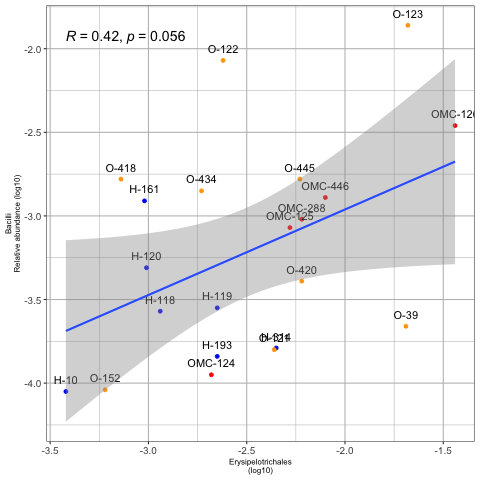 O-123
R = 0.42, p = 0.056
O-122
-2.0
OMC-126
-2.5
O-418
O-445
O-434
H-161
OMC-446
OMC-288
-3.0
OMC-125
H-120
O-420
H-118
H-119
-3.5
O-39
H-193
OMC-124
H-10
O-152
-4.0
-3.5
-3.0
-2.5
-2.0
-1.5
Erysipelotrichales
(log10)
Bacilli
Relative abundance (log10)